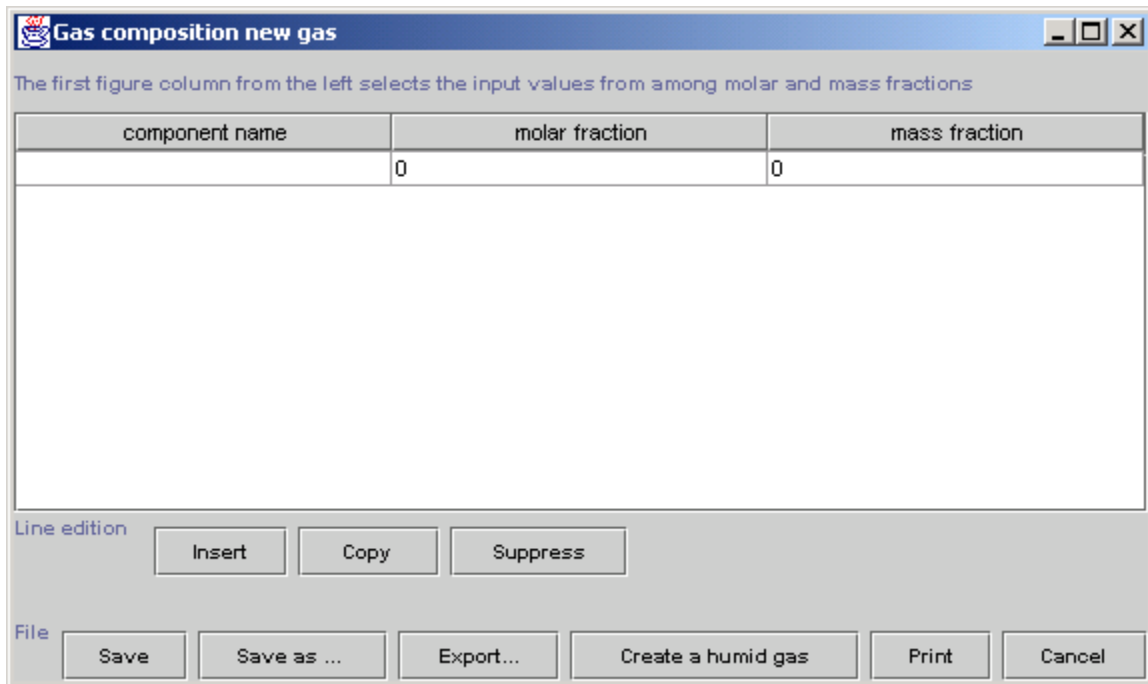 Gas composition new gas
The first figure column from the left selects the input values from among molar and mass fractions
component name molar fraction mass fraction
0 0
Line edition Insert Copy Suppress
File Save Save as ... Export... Create a humid gas Print Cancel